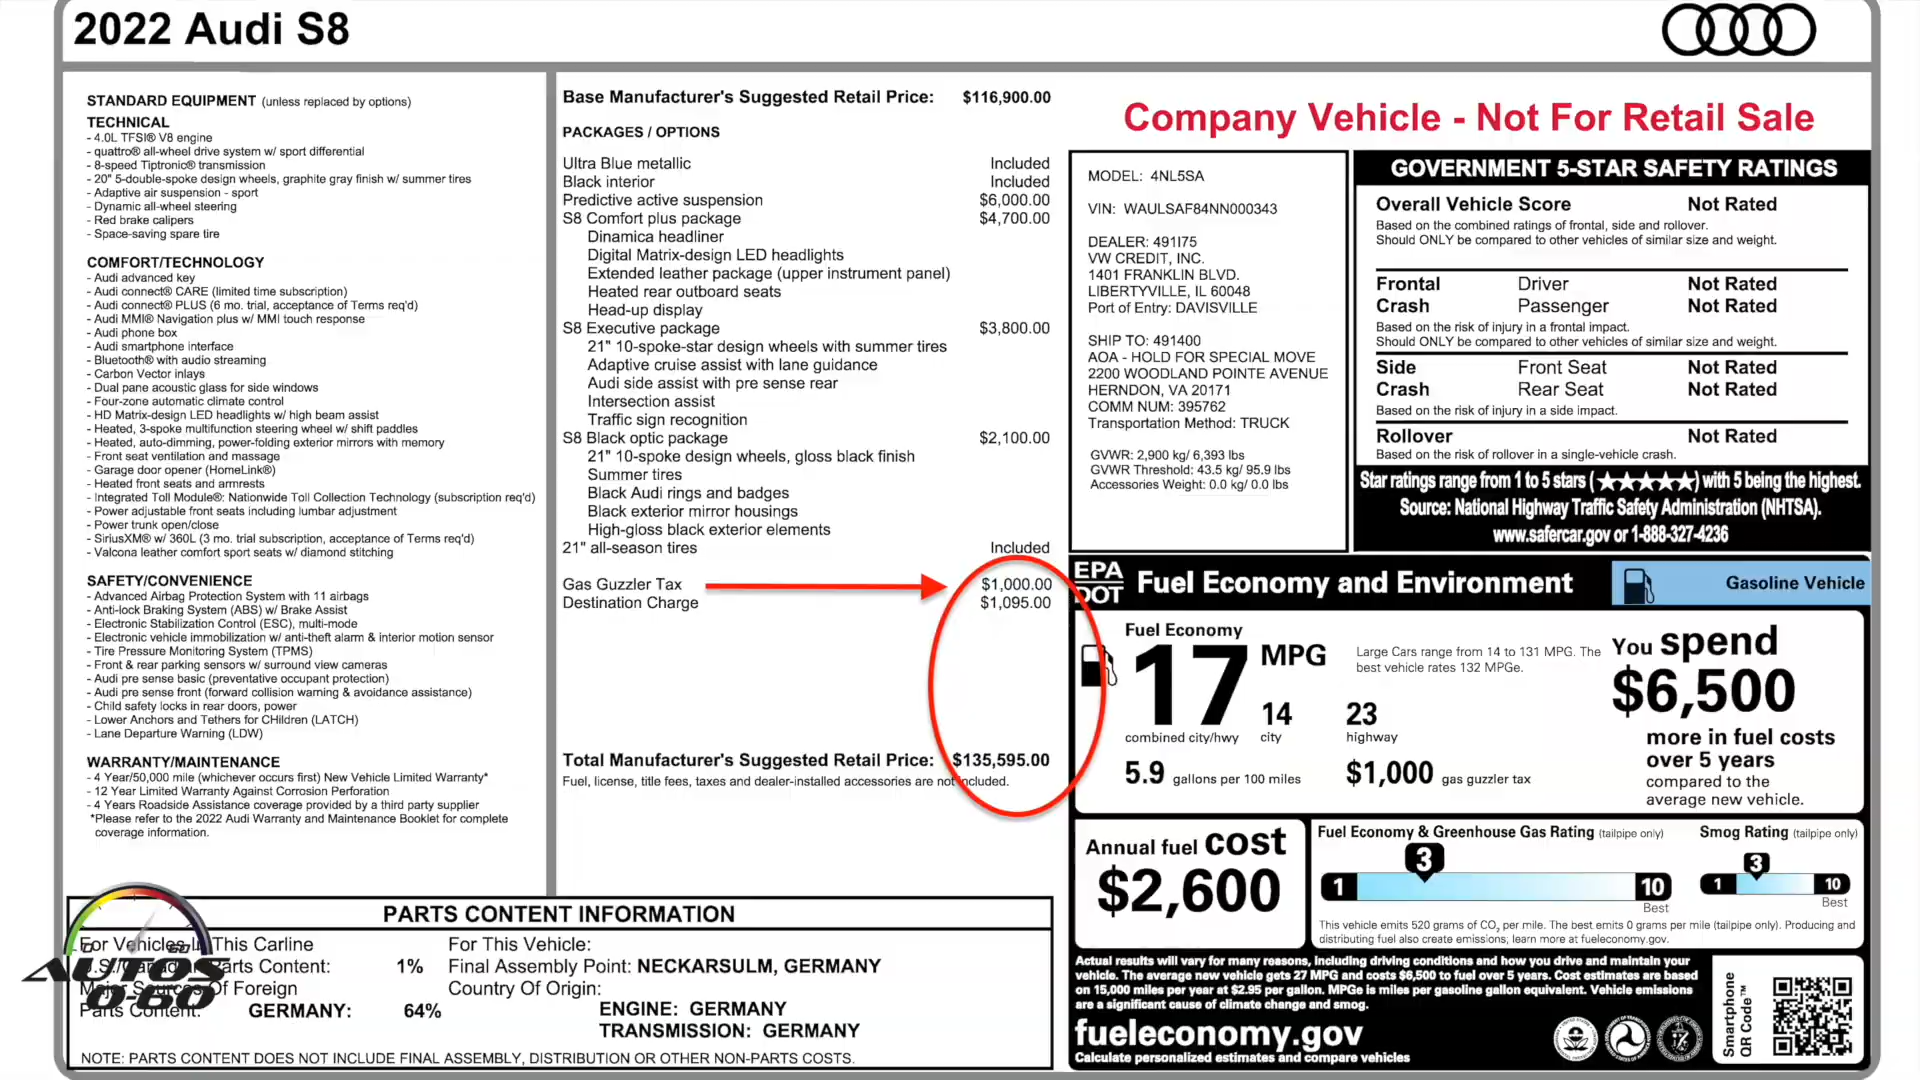 2022 Audi S8
STANDARD EQUIPMENT (unless replaced by options)
TECHNICAL
- 4.0L TFSI® V8 engine
- quattro® all-wheel drive system w/ sport differential
- 8-speed Tiptronic® transmission
- 20" 5-double-spoke design wheels, graphite gray finish w/ summer tires
- Adaptive air suspension - sport
- Dynamic all-wheel steering
- Red brake calipers
- Space-saving spare tire
COMFORT/TECHNOLOGY
- Audi advanced key
- Audi connect® CARE (limited time subscription)
- Audi connect® PLUS (6 mo. trial, acceptance of Terms req'd)
- Audi MMI® Navigation plus w/ MMI touch response
- Audi phone box
- Audi smartphone interface
- Bluetooth® with audio streaming
- Carbon Vector inlays
- Dual pane acoustic glass for side windows
- Four-zone automatic climate control
- HD Matrix-design LED headlights w/ high beam assist
- Heated, 3-spoke multifunction steering wheel w/ shift paddles
- Heated, auto-dimming, power-folding exterior mirrors with memory
- Front seat ventilation and massage
- Garage door opener (HomeLink®)
- Heated front seats and armrests
- Integrated Toll Module®: Nationwide Toll Collection Technology (subscription req'd)
- Power adjustable front seats including lumbar adjustment
- Power trunk open/close
- SiriusXM® w/ 360L (3 mo. trial subscription, acceptance of Terms req'd)
- Valcona leather comfort sport seats w/ diamond stitching
SAFETY/CONVENIENCE
- Advanced Airbag Protection System with 11 airbags
- Anti-lock Braking System (ABS) w/ Brake Assist
- Electronic Stabilization Control (ESC), multi-mode
- Electronic vehicle immobilization w/ anti-theft alarm & interior motion sensor
- Tire Pressure Monitoring System (TPMS)
- Front & rear parking sensors w/ surround view cameras
- Audi pre sense basic (preventative occupant protection)
- Audi pre sense front (forward collision warning & avoidance assistance)
- Child safety locks in rear doors, power
- Lower Anchors and Tethers for CHildren (LATCH)
- Lane Departure Warning (LDW)
WARRANTY/MAINTENANCE
- 4 Year/50,000 mile (whichever occurs first) New Vehicle Limited Warranty*
- 12 Year Limited Warranty Against Corrosion Perforation
- 4 Years Roadside Assistance coverage provided by a third party supplier
*Please refer to the 2022 Audi Warranty and Maintenance Booklet for complete
coverage information.
Base Manufacturer's Suggested Retail Price: $116,900.00
PACKAGES / OPTIONS
Ultra Blue metallic Included
Black interior Included
Predictive active suspension $6,000.00
S8 Comfort plus package $4,700.00
Dinamica headliner
Digital Matrix-design LED headlights
Extended leather package (upper instrument panel)
Heated rear outboard seats
Head-up display
S8 Executive package $3,800.00
21" 10-spoke-star design wheels with summer tires
Adaptive cruise assist with lane guidance
Audi side assist with pre sense rear
Intersection assist
Traffic sign recognition
S8 Black optic package $2,100.00
21" 10-spoke design wheels, gloss black finish
Summer tires
Black Audi rings and badges
Black exterior mirror housings
High-gloss black exterior elements
21" all-season tires Included
Gas Guzzler Tax $1,000.00
Destination Charge $1,095.00
Total Manufacturer's Suggested Retail Price: $135,595.00
Fuel, license, title fees, taxes and dealer-installed accessories are not included.
Company Vehicle - Not For Retail Sale
MODEL: 4NL5SA
VIN: WAULSAF84NN000343
DEALER: 491I75
VW CREDIT, INC.
1401 FRANKLIN BLVD.
LIBERTYVILLE, IL 60048
Port of Entry: DAVISVILLE
SHIP TO: 491400
AOA - HOLD FOR SPECIAL MOVE
2200 WOODLAND POINTE AVENUE
HERNDON, VA 20171
COMM NUM: 395762
Transportation Method: TRUCK
GVWR: 2,900 kg/ 6,393 lbs
GVWR Threshold: 43.5 kg/ 95.9 lbs
Accessories Weight: 0.0 kg/ 0.0 lbs
GOVERNMENT 5-STAR SAFETY RATINGS
Overall Vehicle Score Not Rated
Based on the combined ratings of frontal, side and rollover.
Should ONLY be compared to other vehicles of similar size and weight.
Frontal Driver Not Rated
Crash Passenger Not Rated
Based on the risk of injury in a frontal impact.
Should ONLY be compared to other vehicles of similar size and weight.
Side Front Seat Not Rated
Crash Rear Seat Not Rated
Based on the risk of injury in a side impact.
Rollover Not Rated
Based on the risk of rollover in a single-vehicle crash.
Star ratings range from 1 to 5 stars (★★★★★) with 5 being the highest.
Source: National Highway Traffic Safety Administration (NHTSA).
www.safercar.gov or 1-888-327-4236
EPA
DOT
Fuel Economy and Environment
Gasoline Vehicle
Fuel Economy
17 MPG
combined city/hwy
14
city
23
highway
5.9 gallons per 100 miles
$1,000 gas guzzler tax
Large Cars range from 14 to 131 MPG. The
best vehicle rates 132 MPGe.
You spend
$6,500
more in fuel costs
over 5 years
compared to the
average new vehicle.
Annual fuel cost
$2,600
Fuel Economy & Greenhouse Gas Rating (tailpipe only)
3
1
10
Best
Smog Rating (tailpipe only)
3
1
10
Best
This vehicle emits 520 grams of CO2 per mile. The best emits 0 grams per mile (tailpipe only). Producing and
distributing fuel also create emissions; learn more at fueleconomy.gov.
Actual results will vary for many reasons, including driving conditions and how you drive and maintain your
vehicle. The average new vehicle gets 27 MPG and costs $6,500 to fuel over 5 years. Cost estimates are based
on 15,000 miles per year at $2.95 per gallon. MPGe is miles per gasoline gallon equivalent. Vehicle emissions
are a significant cause of climate change and smog.
fueleconomy.gov
Calculate personalized estimates and compare vehicles
Smartphone
QR Code™
PARTS CONTENT INFORMATION
For Vehicles In This Carline
U.S./Canadian Parts Content: 1%
Major Sources Of Foreign
Parts Content:
GERMANY: 64%
For This Vehicle:
Final Assembly Point: NECKARSULM, GERMANY
Country Of Origin:
ENGINE: GERMANY
TRANSMISSION: GERMANY
NOTE: PARTS CONTENT DOES NOT INCLUDE FINAL ASSEMBLY, DISTRIBUTION OR OTHER NON-PARTS COSTS.
AUTOS
0-60